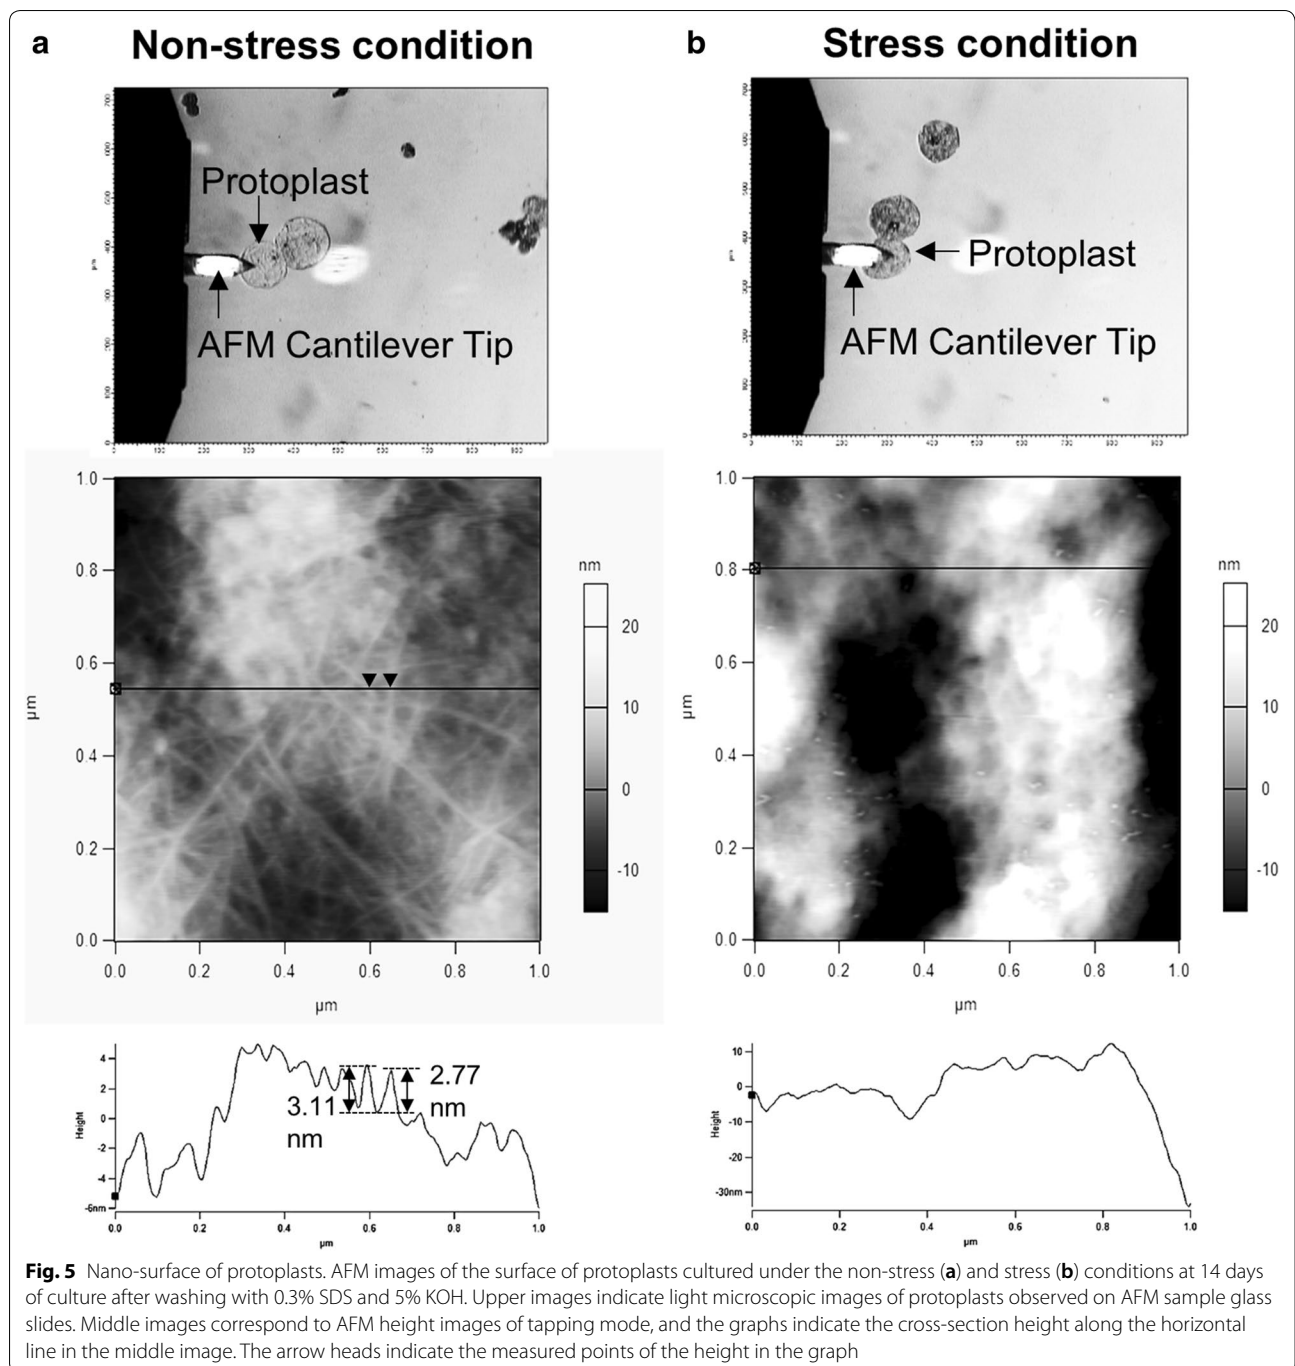 a Non-stress condition
b Stress condition
Protoplast
AFM Cantilever Tip
Protoplast
AFM Cantilever Tip
1.0
0.8
0.6
0.4
0.2
0.0
µm
0.0 0.2 0.4 0.6 0.8 1.0
µm
nm
20
10
0
-10
1.0
0.8
0.6
0.4
0.2
0.0
µm
0.0 0.2 0.4 0.6 0.8 1.0
µm
nm
20
10
0
-10
4
2
0
-2
-4
-6nm
Height
3.11
nm
2.77
nm
0.0 0.2 0.4 0.6 0.8 1.0
µm
10
0
-10
-20
-30nm
Height
0.0 0.2 0.4 0.6 0.8 1.0
µm
Fig. 5 Nano-surface of protoplasts. AFM images of the surface of protoplasts cultured under the non-stress (a) and stress (b) conditions at 14 days
of culture after washing with 0.3% SDS and 5% KOH. Upper images indicate light microscopic images of protoplasts observed on AFM sample glass
slides. Middle images correspond to AFM height images of tapping mode, and the graphs indicate the cross-section height along the horizontal
line in the middle image. The arrow heads indicate the measured points of the height in the graph